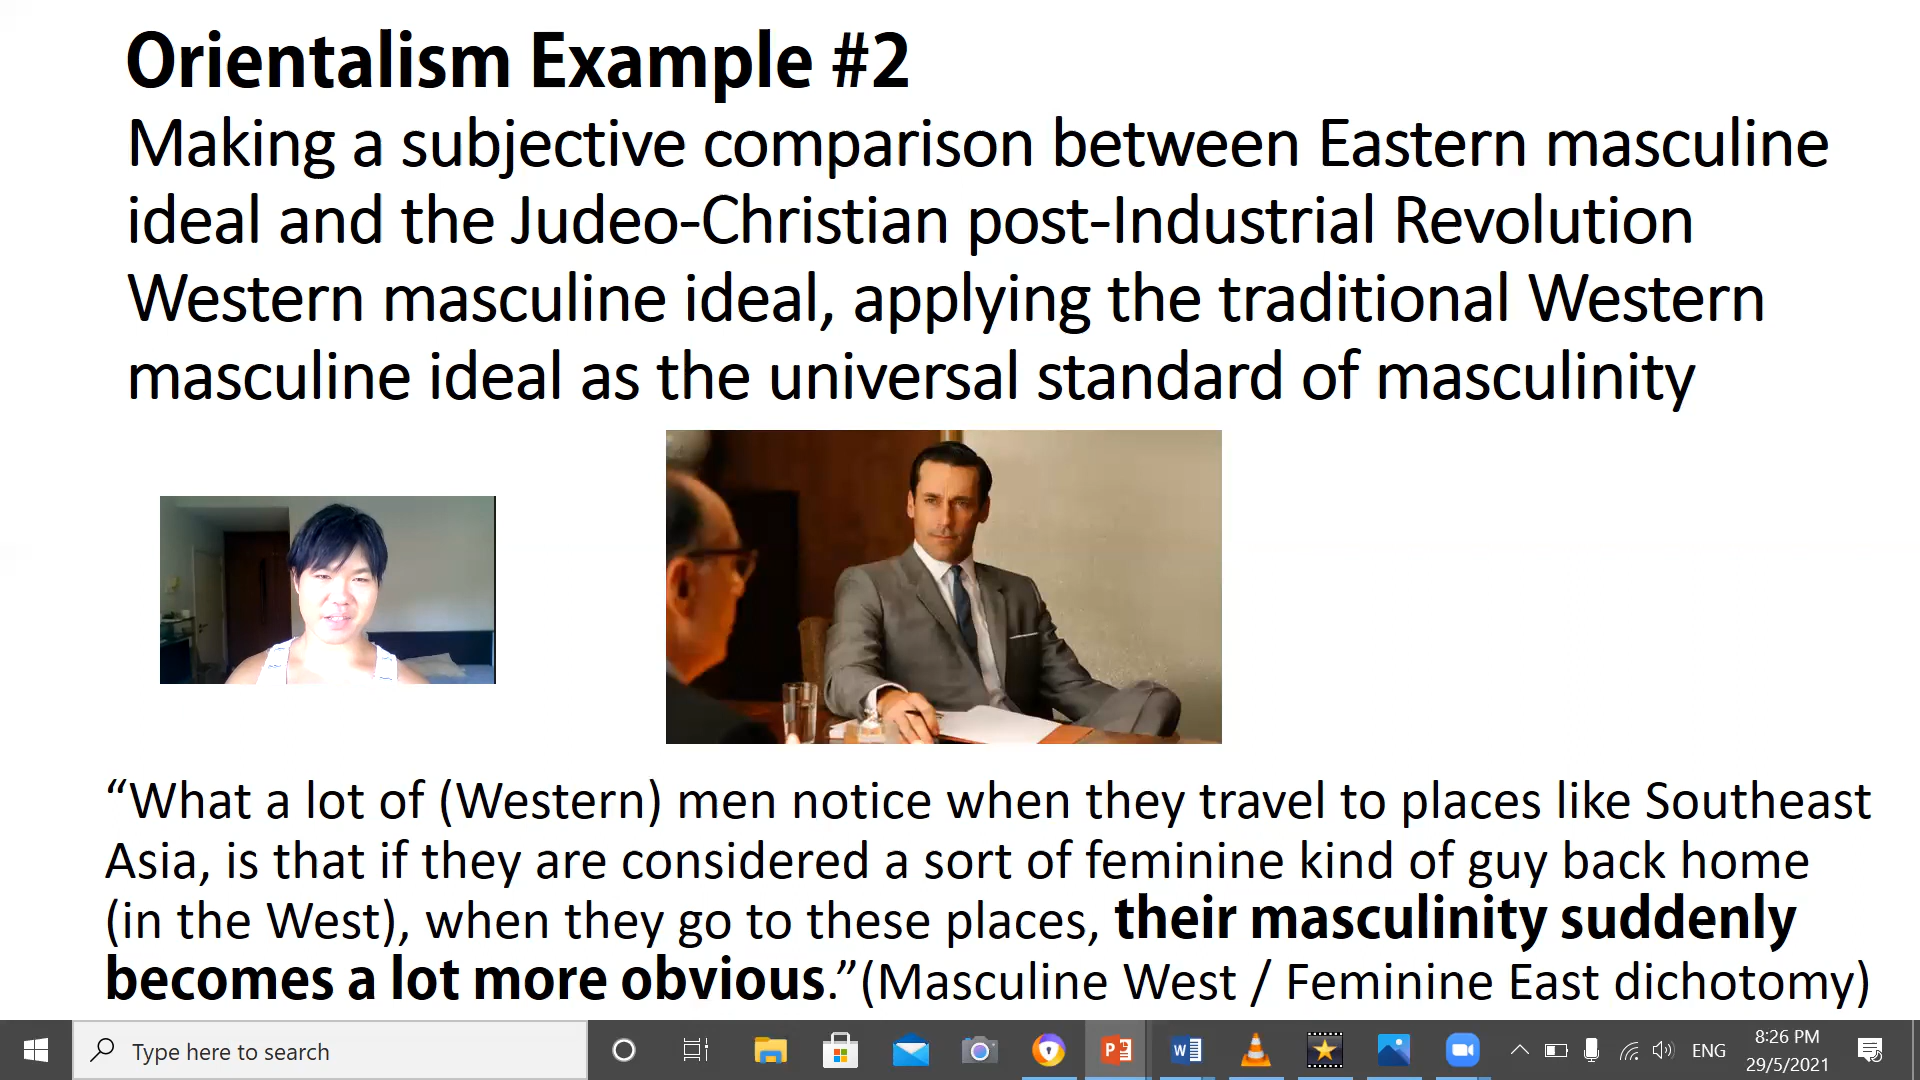 Orientalism Example #2
Making a subjective comparison between Eastern masculine
ideal and the Judeo-Christian post-Industrial Revolution
Western masculine ideal, applying the traditional Western
masculine ideal as the universal standard of masculinity
“What a lot of (Western) men notice when they travel to places like Southeast
Asia, is that if they are considered a sort of feminine kind of guy back home
(in the West), when they go to these places, their masculinity suddenly
becomes a lot more obvious.”(Masculine West / Feminine East dichotomy)
Type here to search
ENG
8:26 PM
29/5/2021